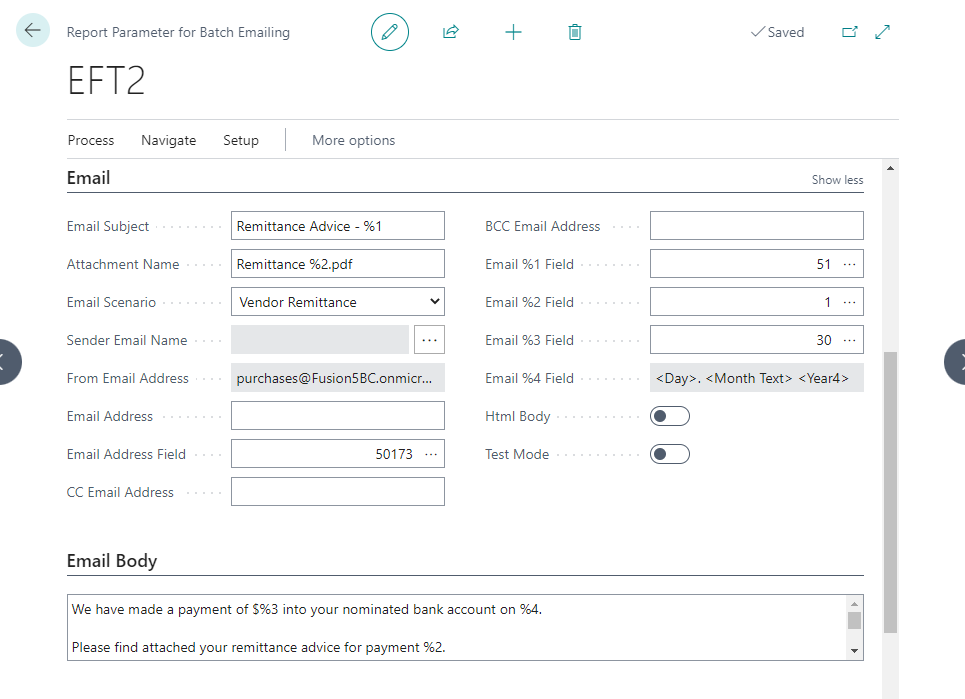 Report Parameter for Batch Emailing
Saved
EFT2
Process Navigate Setup More options
Email
Show less
Email Subject Remittance Advice - %1
Attachment Name Remittance %2.pdf
Email Scenario Vendor Remittance
Sender Email Name ...
From Email Address purchases@Fusion5BC.onmicr...
Email Address
Email Address Field 50173 ...
CC Email Address
BCC Email Address
Email %1 Field 51 ...
Email %2 Field 1 ...
Email %3 Field 30 ...
Email %4 Field <Day>. <Month Text> <Year4>
Html Body
Test Mode
Email Body
We have made a payment of $%3 into your nominated bank account on %4.
Please find attached your remittance advice for payment %2.